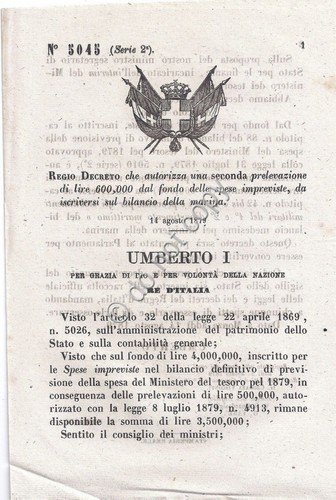 N° 5045 (Serie 2ª).
1
REGIO DECRETO che autorizza una seconda prelevazione
di lire 600,000 dal fondo delle spese impreviste, da
iscriversi sul bilancio della marina.
14 agosto 1879
UMBERTO I
PER GRAZIA DI DIO E PER VOLONTÀ DELLA NAZIONE
RE D'ITALIA
Visto l'articolo 32 della legge 22 aprile 1869,
n. 5026, sull'amministrazione del patrimonio dello
Stato e sulla contabilità generale;
Visto che sul fondo di lire 4,000,000, inscritto per
le Spese impreviste nel bilancio definitivo di previ-
sione della spesa del Ministero del tesoro pel 1879, in
conseguenza delle prelevazioni di lire 500,000, auto-
rizzato con la legge 8 luglio 1879, n. 4913, rimane
disponibile la somma di lire 3,500,000;
Sentito il consiglio dei ministri;